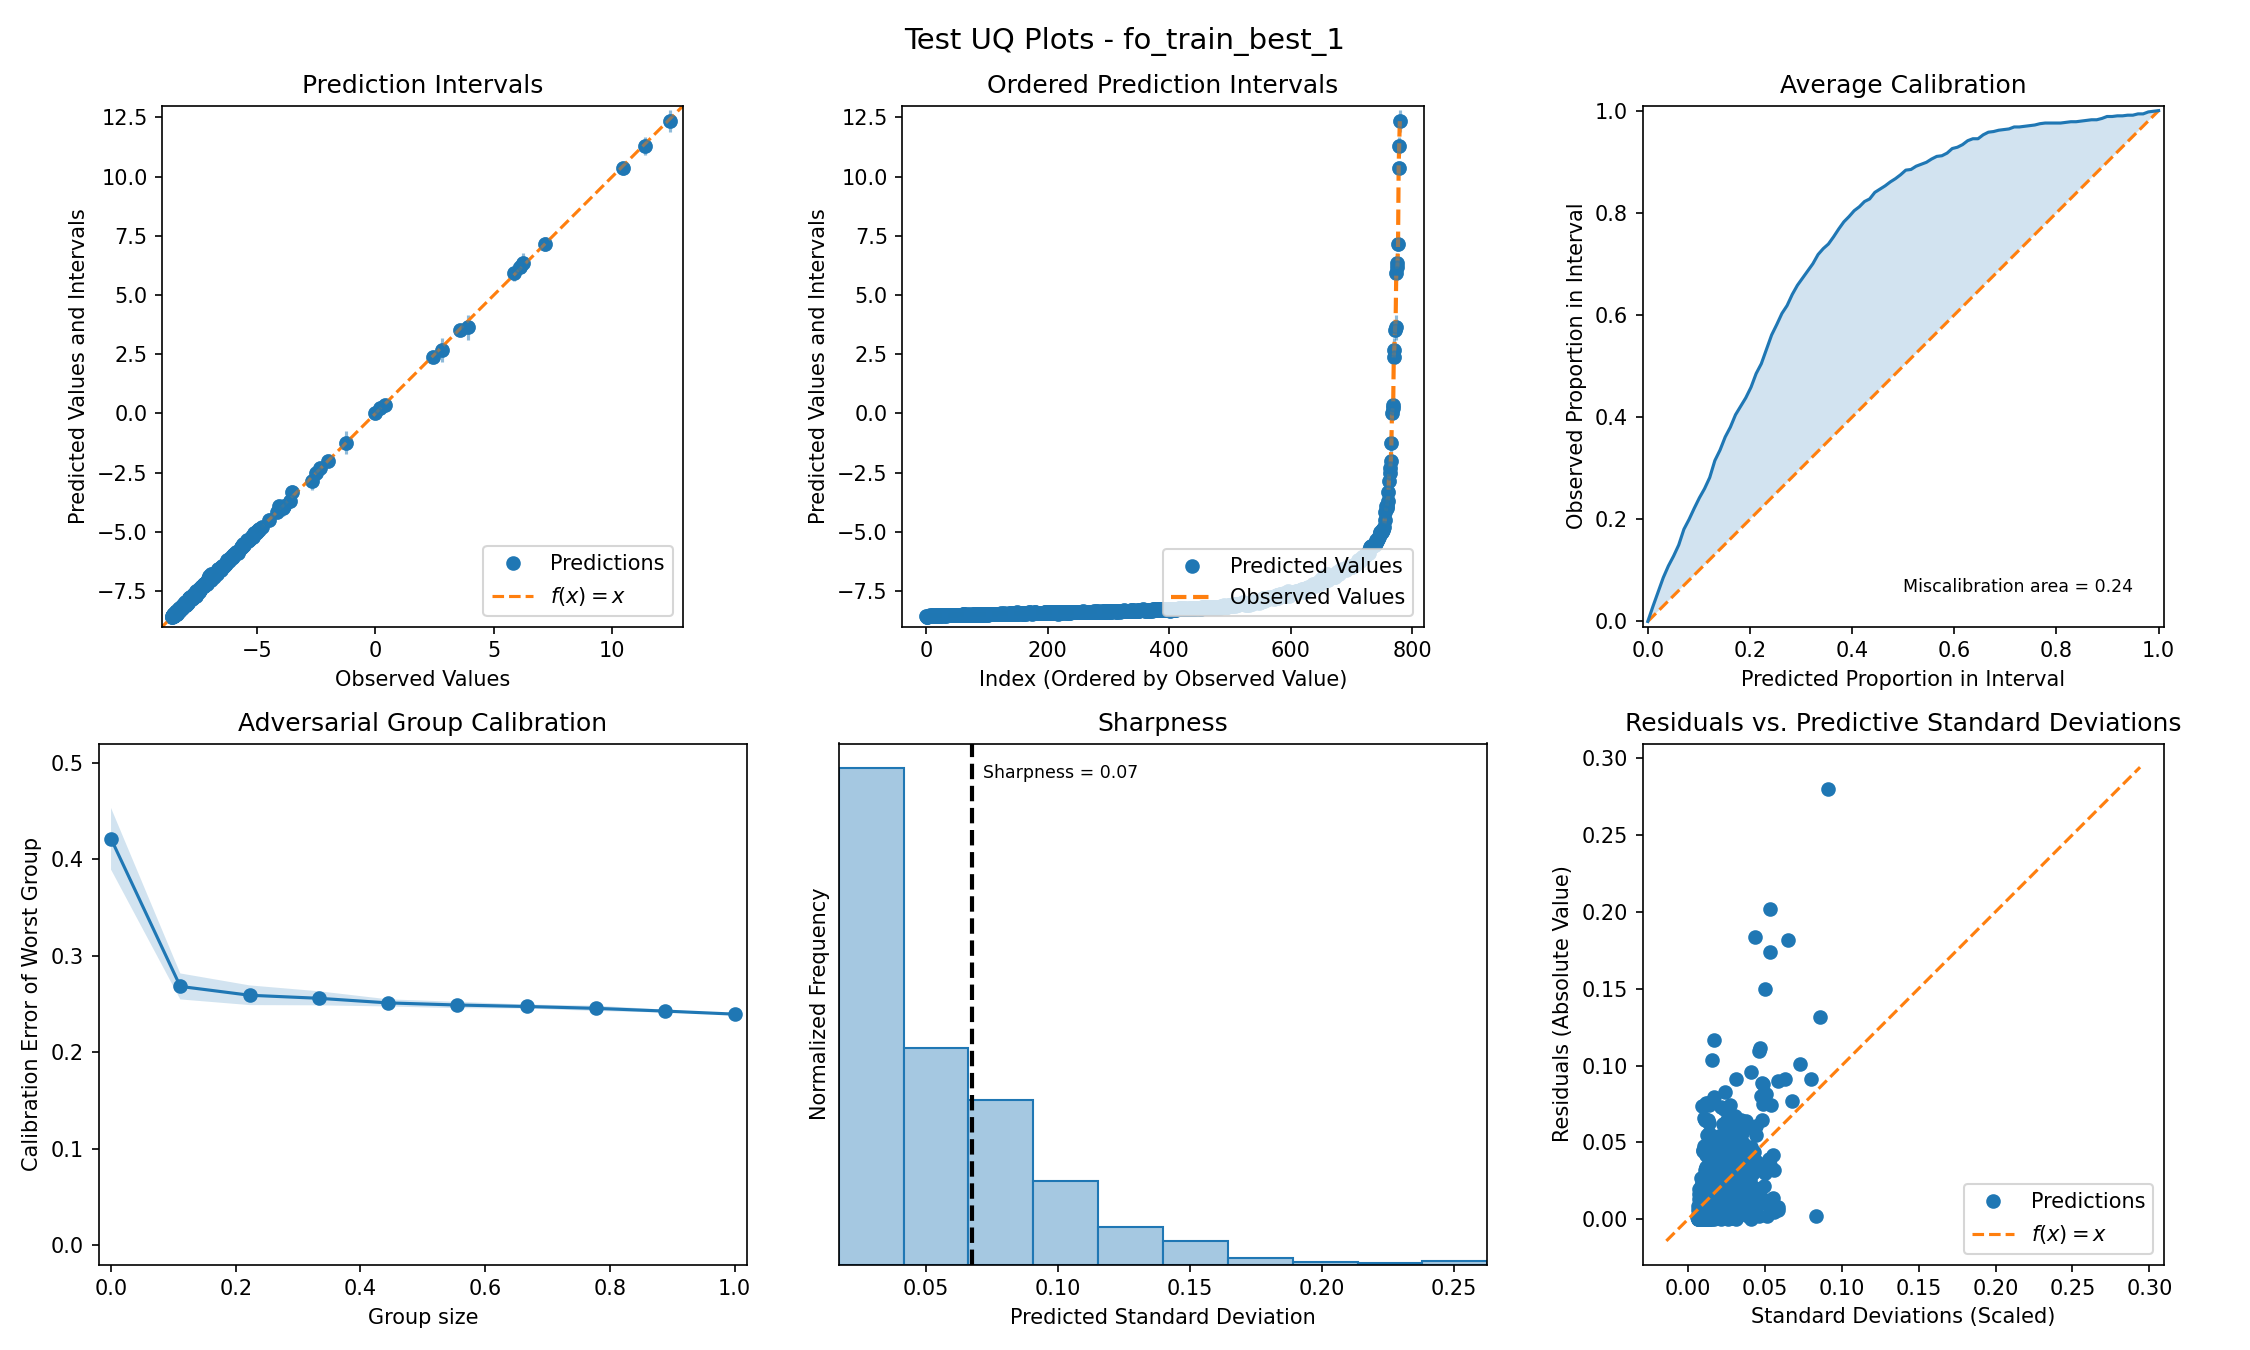 Test UQ Plots - fo_train_best_1
Prediction Intervals
12.5
10.0
7.5
5.0
2.5
0.0
−2.5
−5.0
−7.5
Predicted Values and Intervals
Predictions
f(x) = x
−5
0
5
10
Observed Values
Ordered Prediction Intervals
12.5
10.0
7.5
5.0
2.5
0.0
−2.5
−5.0
−7.5
Predicted Values and Intervals
Predicted Values
Observed Values
0
200
400
600
800
Index (Ordered by Observed Value)
Average Calibration
1.0
0.8
0.6
0.4
0.2
0.0
Observed Proportion in Interval
Miscalibration area = 0.24
0.0
0.2
0.4
0.6
0.8
1.0
Predicted Proportion in Interval
Adversarial Group Calibration
0.5
0.4
0.3
0.2
0.1
0.0
Calibration Error of Worst Group
0.0
0.2
0.4
0.6
0.8
1.0
Group size
Sharpness
Sharpness = 0.07
Normalized Frequency
0.05
0.10
0.15
0.20
0.25
Predicted Standard Deviation
Residuals vs. Predictive Standard Deviations
0.30
0.25
0.20
0.15
0.10
0.05
0.00
Residuals (Absolute Value)
Predictions
f(x) = x
0.00
0.05
0.10
0.15
0.20
0.25
0.30
Standard Deviations (Scaled)